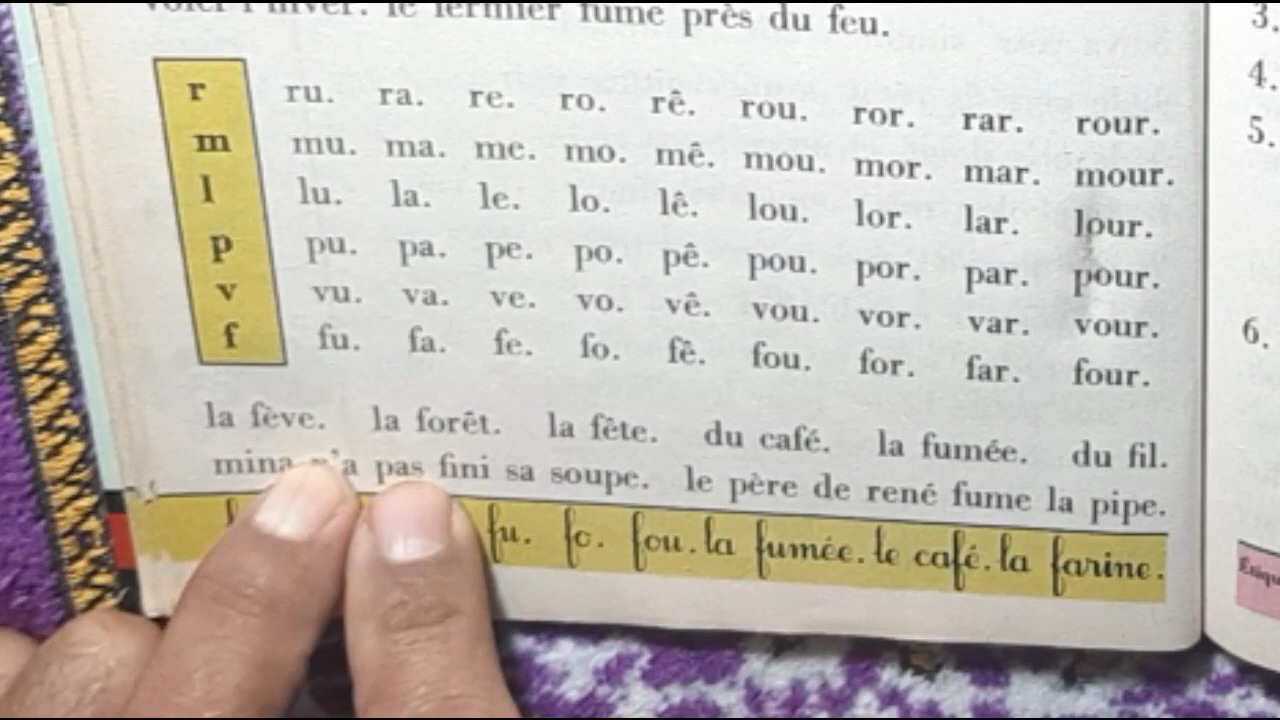 voici l'hiver. le fermier fume près du feu.
r ru. ra. re. ro. rê. rou. ror. rar. rour.
m mu. ma. me. mo. mê. mou. mor. mar. mour.
l lu. la. le. lo. lê. lou. lor. lar. lour.
p pu. pa. pe. po. pê. pou. por. par. pour.
v vu. va. ve. vo. vê. vou. vor. var. vour.
f fu. fa. fe. fo. fê. fou. for. far. four.
la fève. la forêt. la fête. du café. la fumée. du fil.
mina n'a pas fini sa soupe. le père de rené fume la pipe.
fu. fo. fou. la fumée. le café. la farine.
3.
4.
5.
6.